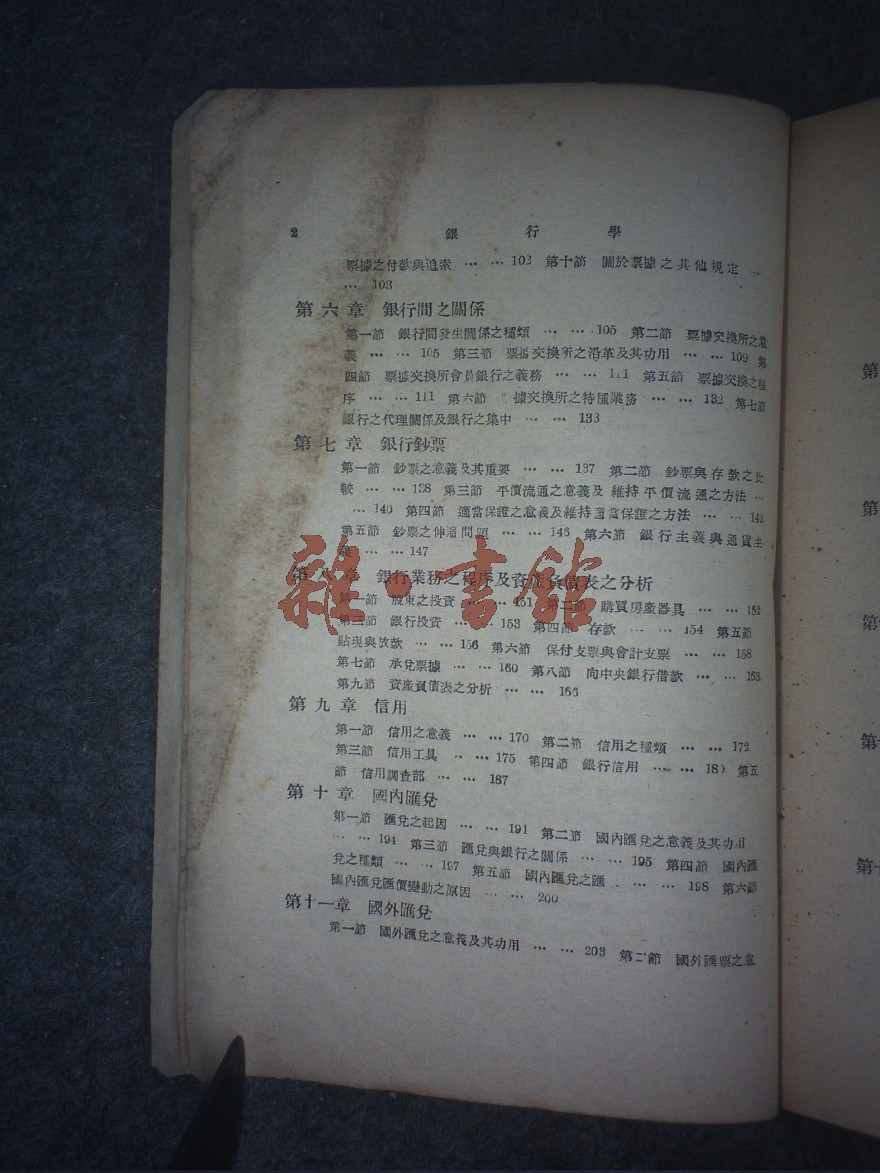 2 銀行學
票據之付款與追索 … … 102 第十節 關於票據之其他規定 …
… 103
第六章 銀行間之關係
第一節 銀行間發生關係之種類 … … 105 第二節 票據交換所之意
義 … … 105 第三節 票據交換所之沿革及其功用 … … 109 第
四節 票據交換所會員銀行之義務 … … 111 第五節 票據交換之程
序 … … 111 第六節 據交換所之特種業務 … … 132 第七節
銀行之代理關係及銀行之集中 … … 133
第七章 銀行鈔票
第一節 鈔票之意義及其重要 … … 137 第二節 鈔票與存款之比
較 … … 138 第三節 平價流通之意義及維持平價流通之方法 …
… 140 第四節 適當保證之意義及維持適當保證之方法 … … 142
第五節 鈔票之伸縮問題 … … 145 第六節 銀行主義與通貨主
… … 147
第八章 銀行業務之程序及資產負債表之分析
第一節 股東之投資 … … 151 第二節 購買房產器具 … … 152
第三節 銀行投資 … … 153 第四節 存款 … … 154 第五節
貼現與放款 … … 156 第六節 保付支票與會計支票 … … 158
第七節 承兌票據 … … 160 第八節 向中央銀行借款 … … 163
第九節 資產負債表之分析 … … 165
第九章 信用
第一節 信用之意義 … … 170 第二節 信用之種類 … … 172
第三節 信用工具 … … 175 第四節 銀行信用 … … 18) 第五
節 信用調查部 … … 187
第十章 國內匯兌
第一節 匯兌之起因 … … 191 第二節 國內匯兌之意義及其功用
… … 194 第三節 匯兌與銀行之關係 … … 195 第四節 國內匯
兌之種類 … … 197 第五節 國內匯兌之匯 … … 198 第六節
國內匯兌匯價變動之原因 … … 200
第十一章 國外匯兌
第一節 國外匯兌之意義及其功用 … … 203 第二節 國外匯票之意
雜·書館
第
第
第
第十
第十